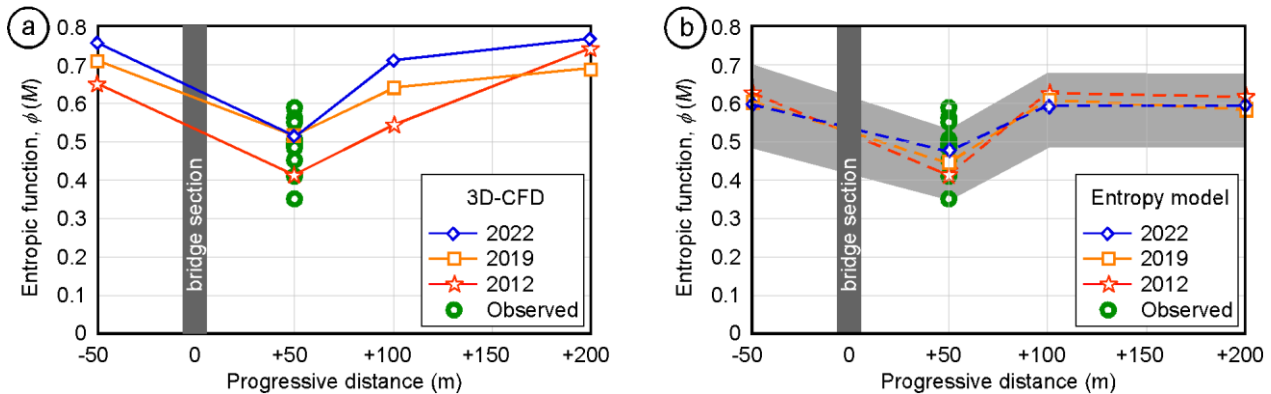 a
Entropic function, ϕ (M)
0.8
0.7
0.6
0.5
0.4
0.3
0.2
0.1
0
bridge section
3D-CFD
2022
2019
2012
Observed
-50 0 +50 +100 +150 +200
Progressive distance (m)
b
Entropic function, ϕ (M)
0.8
0.7
0.6
0.5
0.4
0.3
0.2
0.1
0
bridge section
Entropy model
2022
2019
2012
Observed
-50 0 +50 +100 +150 +200
Progressive distance (m)